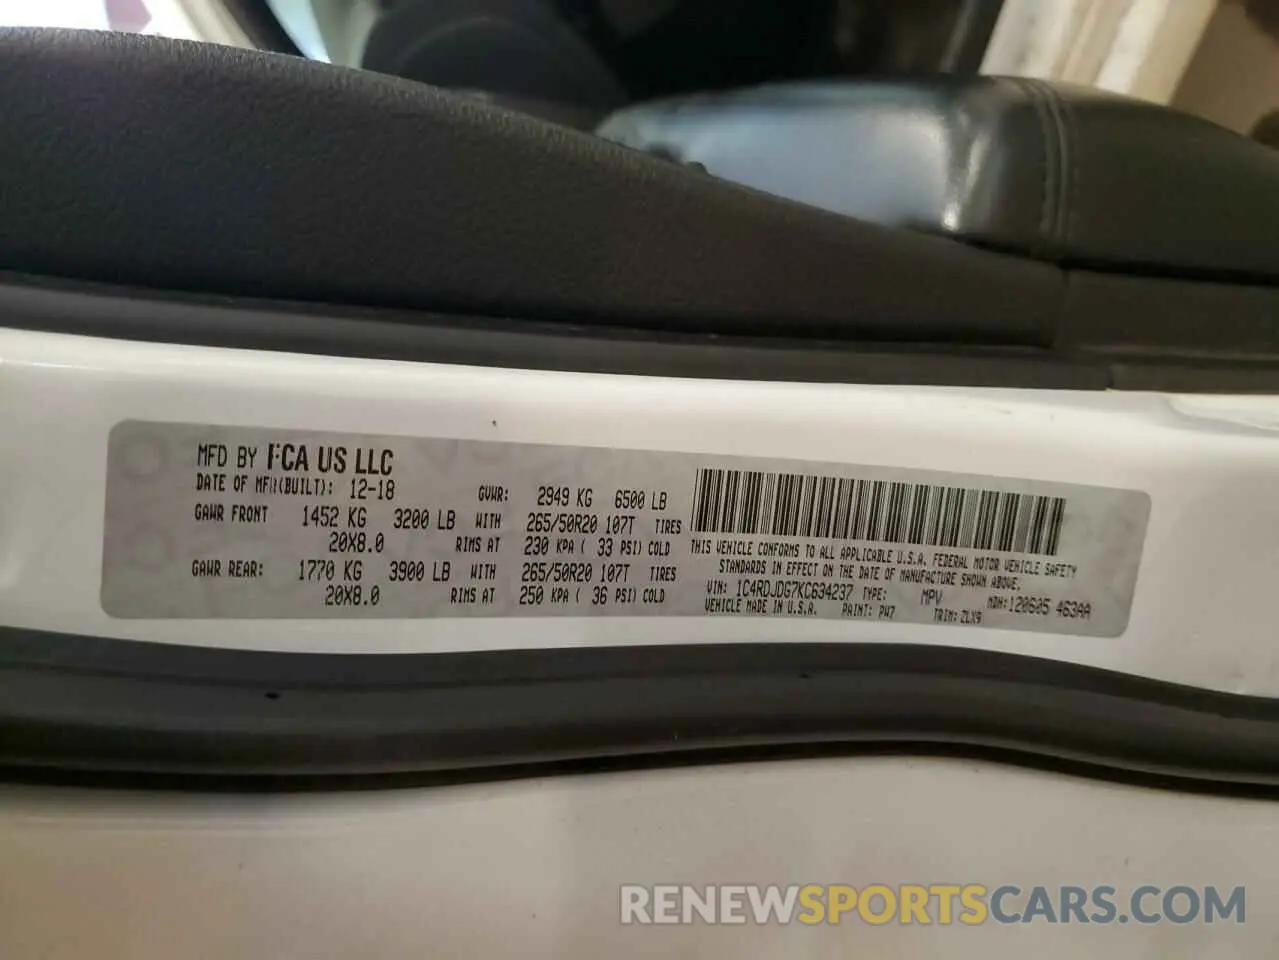 MFD BY FCA US LLC
DATE OF MFR(BUILT): 12-18 GVWR: 2949 KG 6500 LB
GAWR FRONT 1452 KG 3200 LB WITH 265/50R20 107T TIRES
20X8.0 RIMS AT 230 KPA ( 33 PSI) COLD
GAWR REAR: 1770 KG 3900 LB WITH 265/50R20 107T TIRES
20X8.0 RIMS AT 250 KPA ( 36 PSI) COLD
THIS VEHICLE CONFORMS TO ALL APPLICABLE U.S.A. FEDERAL MOTOR VEHICLE SAFETY
STANDARDS IN EFFECT ON THE DATE OF MANUFACTURE SHOWN ABOVE.
VIN: 1C4RDJDG7KC634237 TYPE: MPV MDH:120605 463AA
VEHICLE MADE IN U.S.A. PAINT: PW7 TRIM: ZLX9
RENEWSPORTSCARS.COM